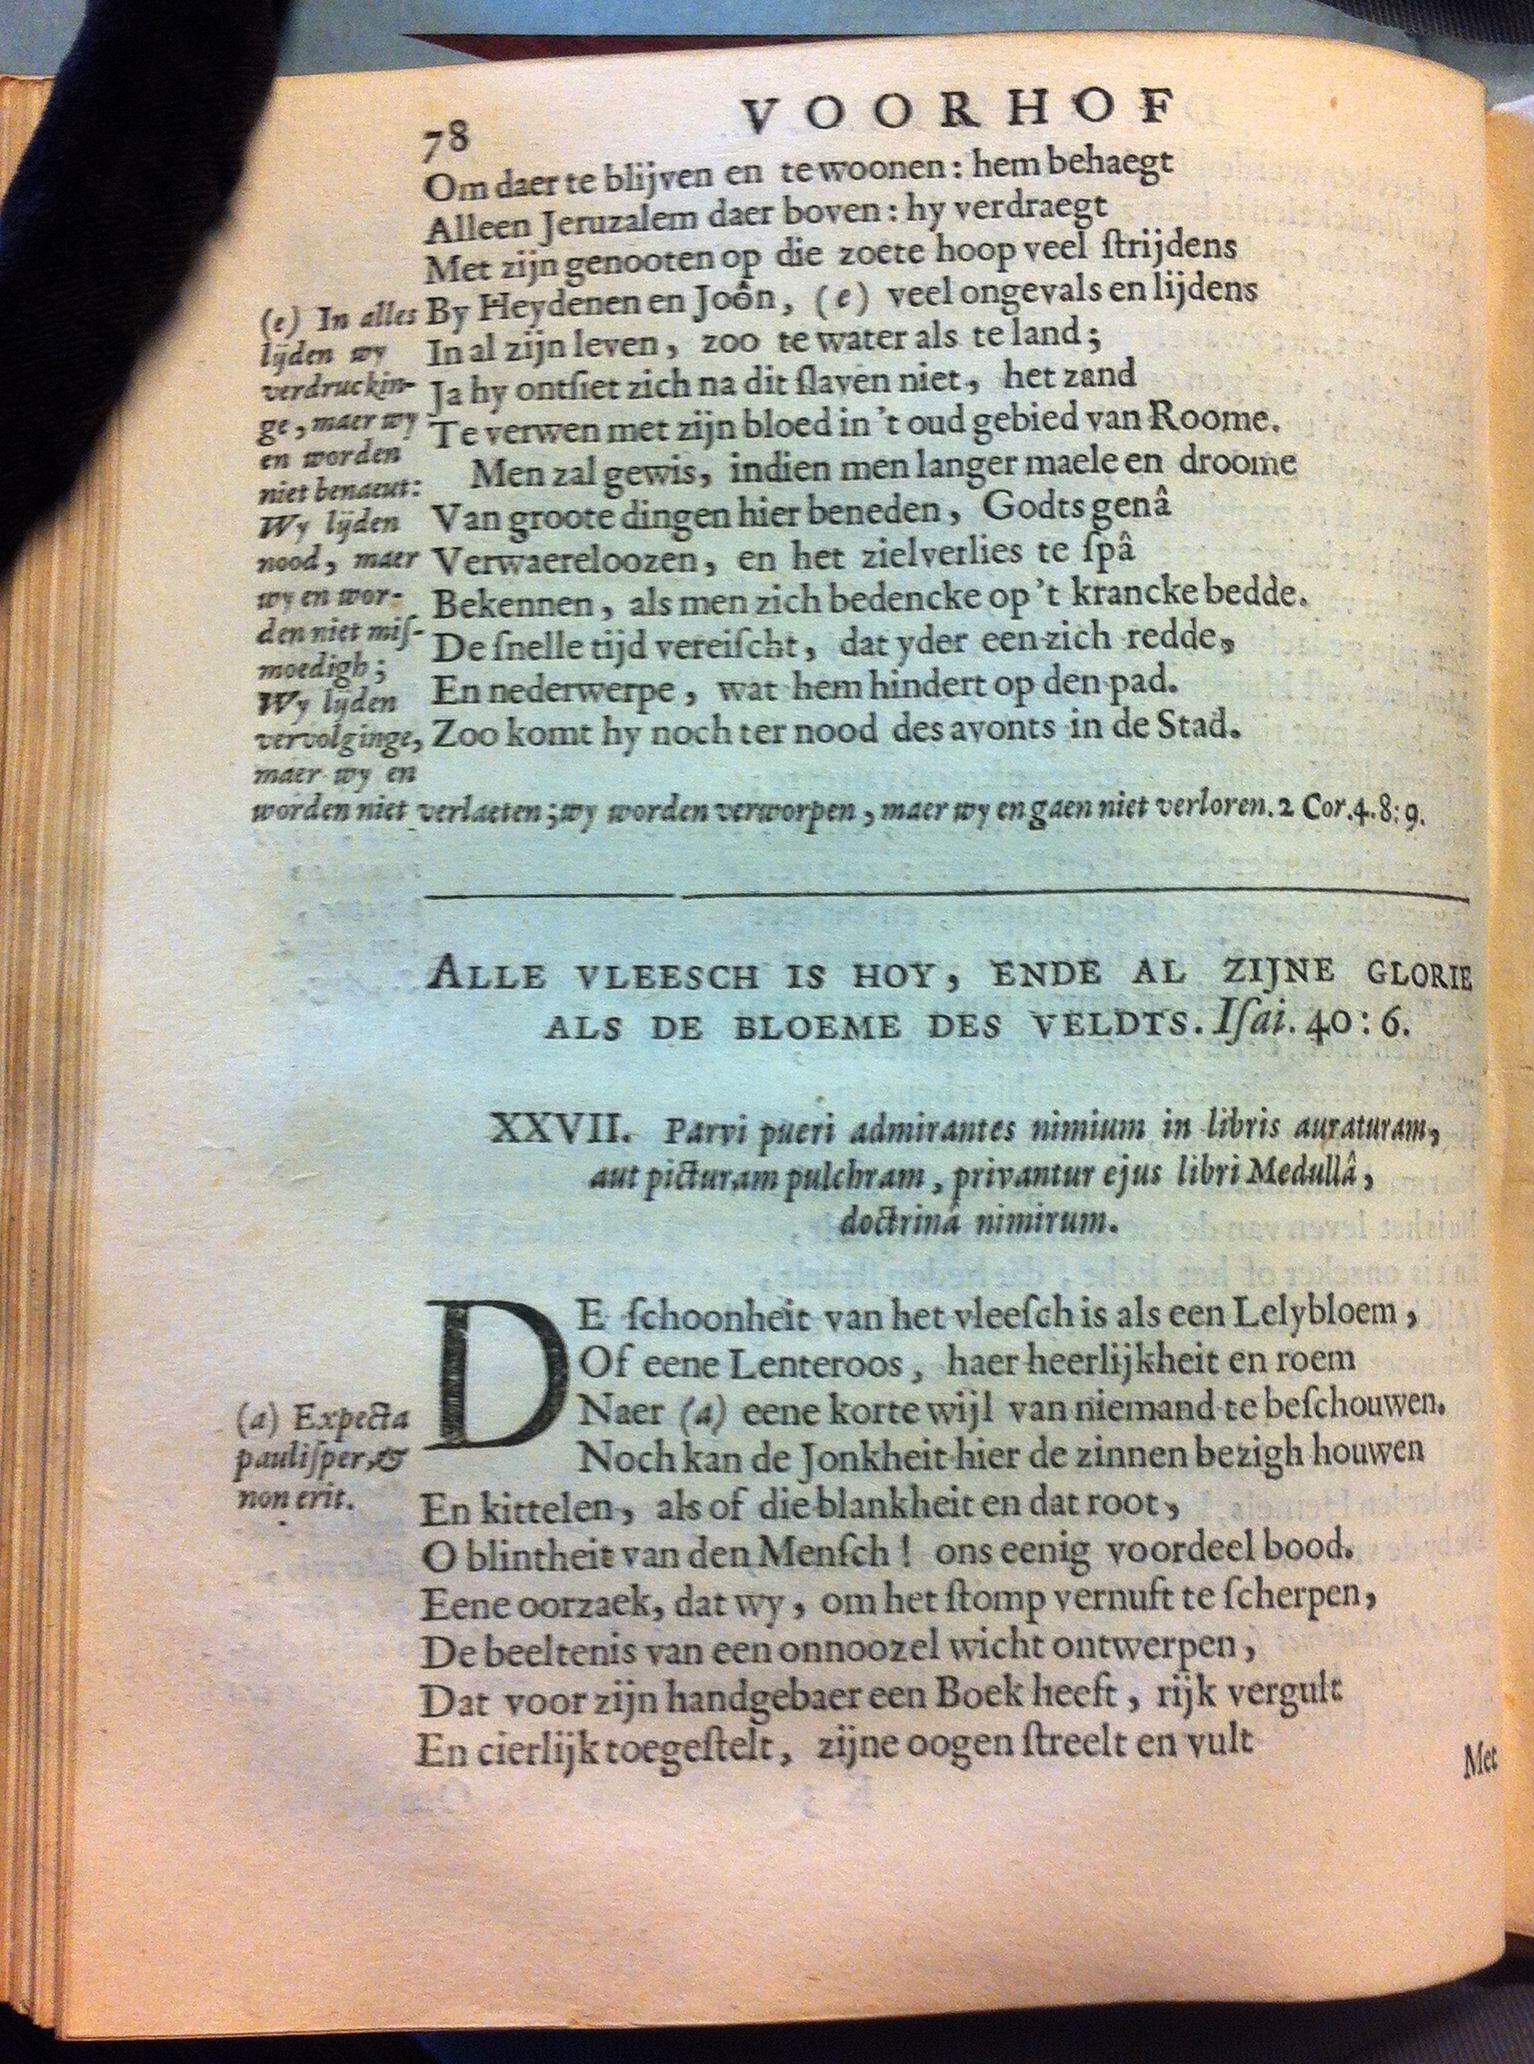 78
VOORHOF
Om daer te blijven en te woonen: hem behaegt
Alleen Jeruzalem daer boven: hy verdraegt
Met zijn genooten op die zoete hoop veel ſtrijdens
By Heydenen en Joôn, (e) veel ongevals en lijdens
In al zijn leven, zoo te water als te land;
Ja hy ontſiet zich na dit ſlaven niet, het zand
Te verwen met zijn bloed in 't oud gebied van Roome.
Men zal gewis, indien men langer maele en droome
Van groote dingen hier beneden, Godts genâ
Verwaereloozen, en het zielverlies te ſpâ
Bekennen, als men zich bedencke op 't krancke bedde.
De ſnelle tijd vereiſcht, dat yder een zich redde,
En nederwerpe, wat hem hindert op den pad.
Zoo komt hy noch ter nood des avonts in de Stad.
(e) In alles
lijden wy
verdruckin-
ge, maer wy
en worden
niet benaeut:
Wy lijden
nood, maer
wy en wor-
den niet miſ-
moedigh;
Wy lijden
vervolginge,
maer wy en
worden niet verlaeten; wy worden verworpen, maer wy en gaen niet verloren. 2 Cor. 4. 8: 9.
ALLE VLEESCH IS HOY, ENDE AL ZIJNE GLORIE
ALS DE BLOEME DES VELDTS. Iſai. 40: 6.
XXVII. Parvi pueri admirantes nimium in libris auraturam,
aut picturam pulchram, privantur ejus libri Medullâ,
doctrinâ nimirum.
DE ſchoonheit van het vleeſch is als een Lelybloem,
Of eene Lenteroos, haer heerlijkheit en roem
Naer (a) eene korte wijl van niemand te beſchouwen.
Noch kan de Jonkheit hier de zinnen bezigh houwen
En kittelen, als of die blankheit en dat root,
O blintheit van den Menſch! ons eenig voordeel bood.
Eene oorzaek, dat wy, om het ſtomp vernuft te ſcherpen,
De beeltenis van een onnoozel wicht ontwerpen,
Dat voor zijn handgebaer een Boek heeft, rijk vergult
En cierlijk toegeſtelt, zijne oogen ſtreelt en vult
(a) Expecta
pauliſper, &
non erit.
Met